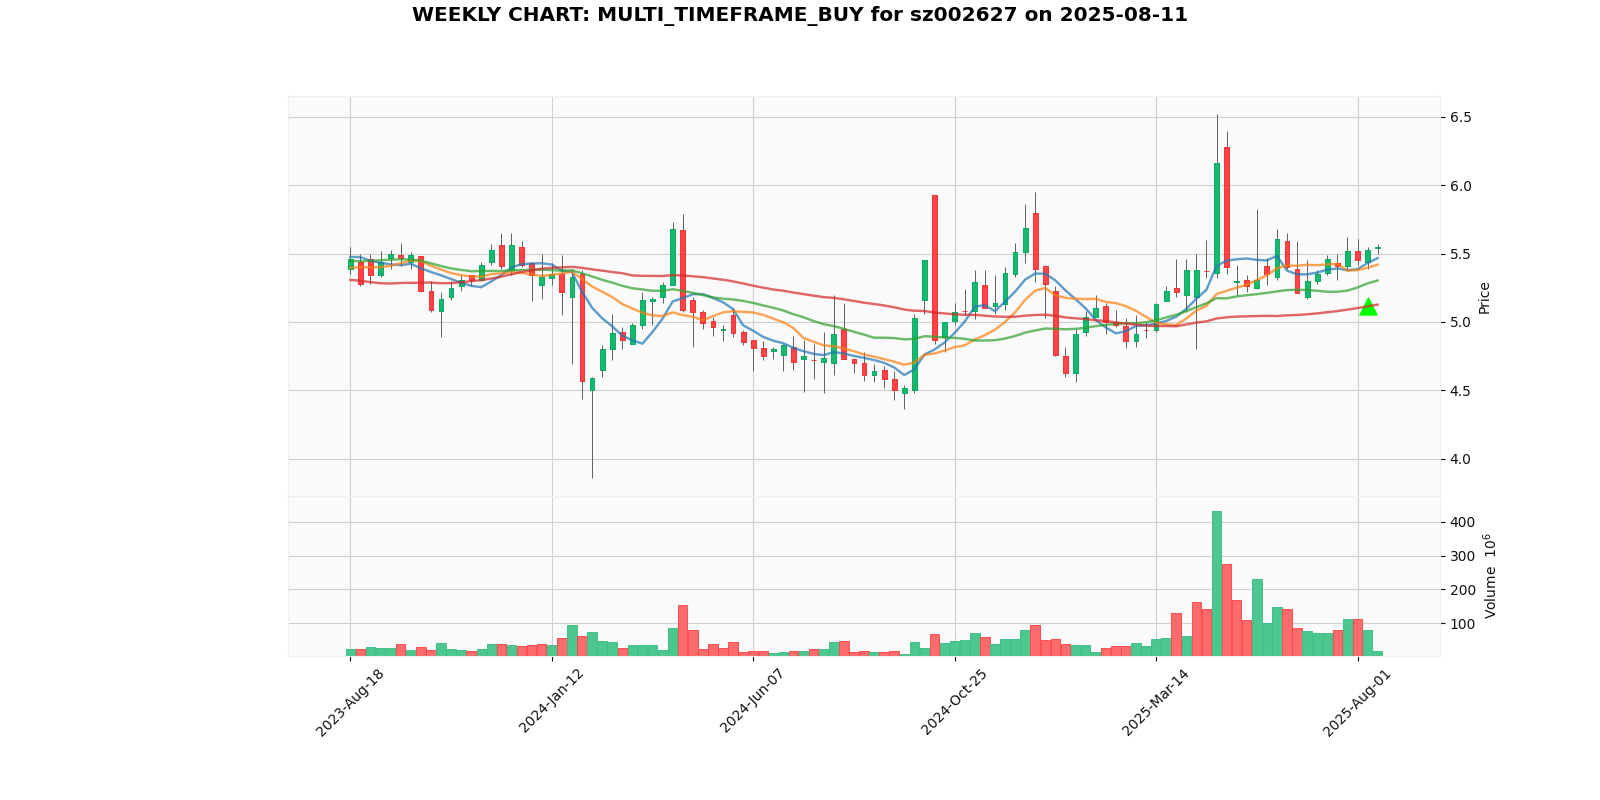 WEEKLY CHART: MULTI_TIMEFRAME_BUY for sz002627 on 2025-08-11
6.5
6.0
5.5
5.0
4.5
4.0
Price
400
300
200
100
Volume 10⁶
2023-Aug-18
2024-Jan-12
2024-Jun-07
2024-Oct-25
2025-Mar-14
2025-Aug-01